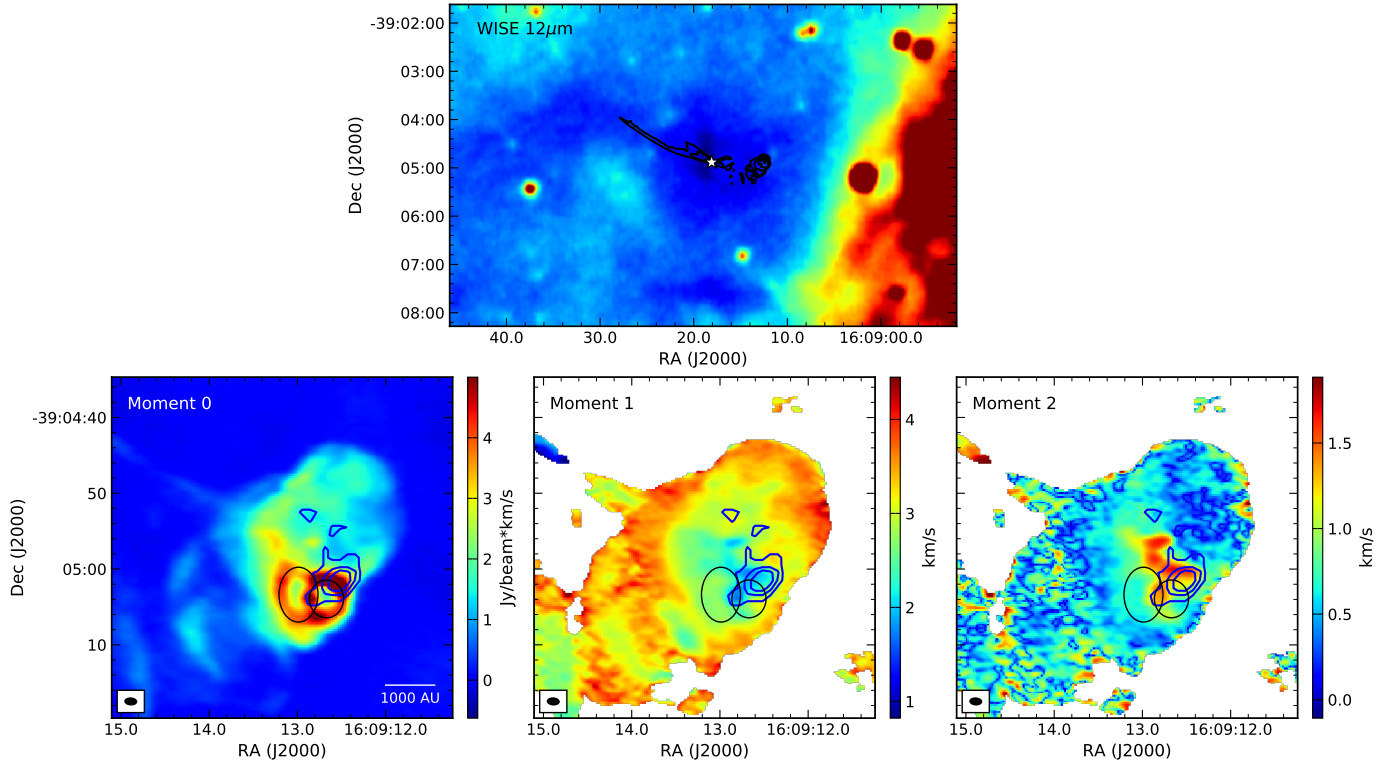 WISE 12μm
-39:02:00
03:00
04:00
05:00
06:00
07:00
08:00
Dec (J2000)
40.0 30.0 20.0 10.0 16:09:00.0
RA (J2000)
Moment 0
-39:04:40
50
05:00
10
Dec (J2000)
1000 AU
15.0 14.0 13.0 16:09:12.0
RA (J2000)
4
3
2
1
0
Jy/beam*km/s
Moment 1
15.0 14.0 13.0 16:09:12.0
RA (J2000)
4
3
2
1
km/s
Moment 2
15.0 14.0 13.0 16:09:12.0
RA (J2000)
1.5
1.0
0.5
0.0
km/s